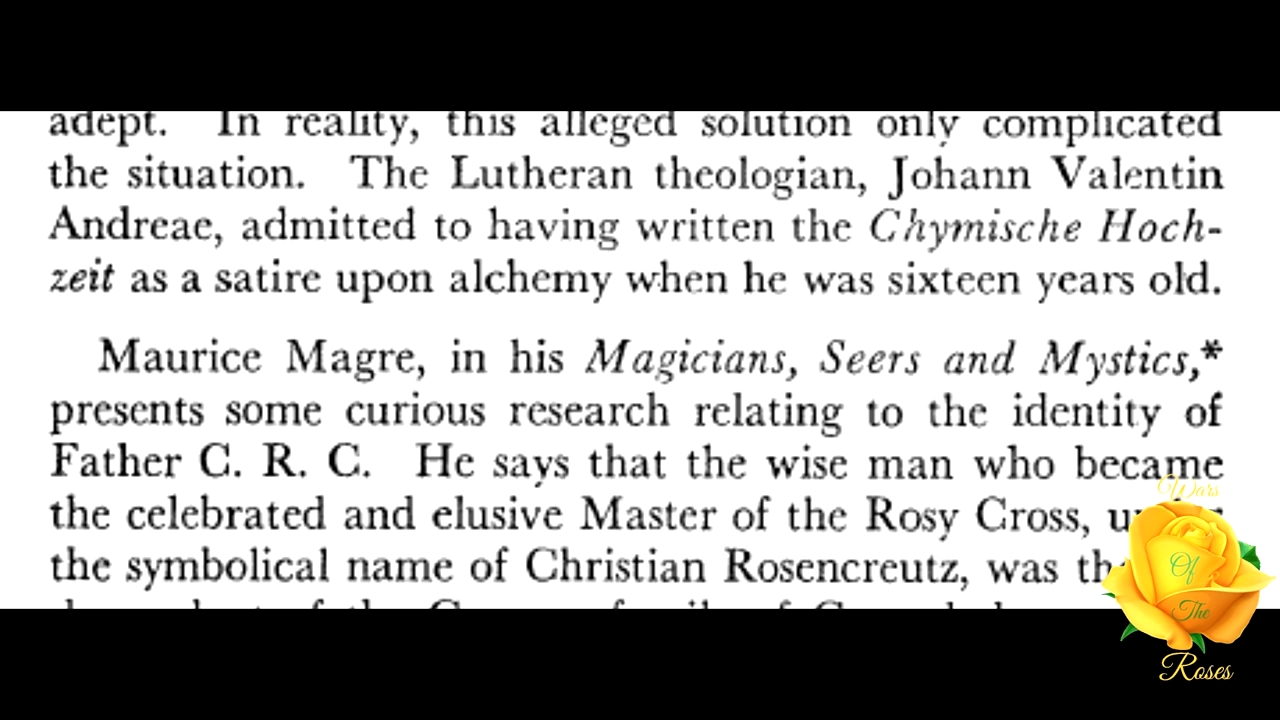 adept. In reality, this alleged solution only complicated
the situation. The Lutheran theologian, Johann Valentin
Andreae, admitted to having written the Chymische Hoch-
zeit as a satire upon alchemy when he was sixteen years old.
Maurice Magre, in his Magicians, Seers and Mystics,*
presents some curious research relating to the identity of
Father C. R. C. He says that the wise man who became
the celebrated and elusive Master of the Rosy Cross,
the symbolical name of Christian Rosencreutz, was
Wars
Of
The
Roses